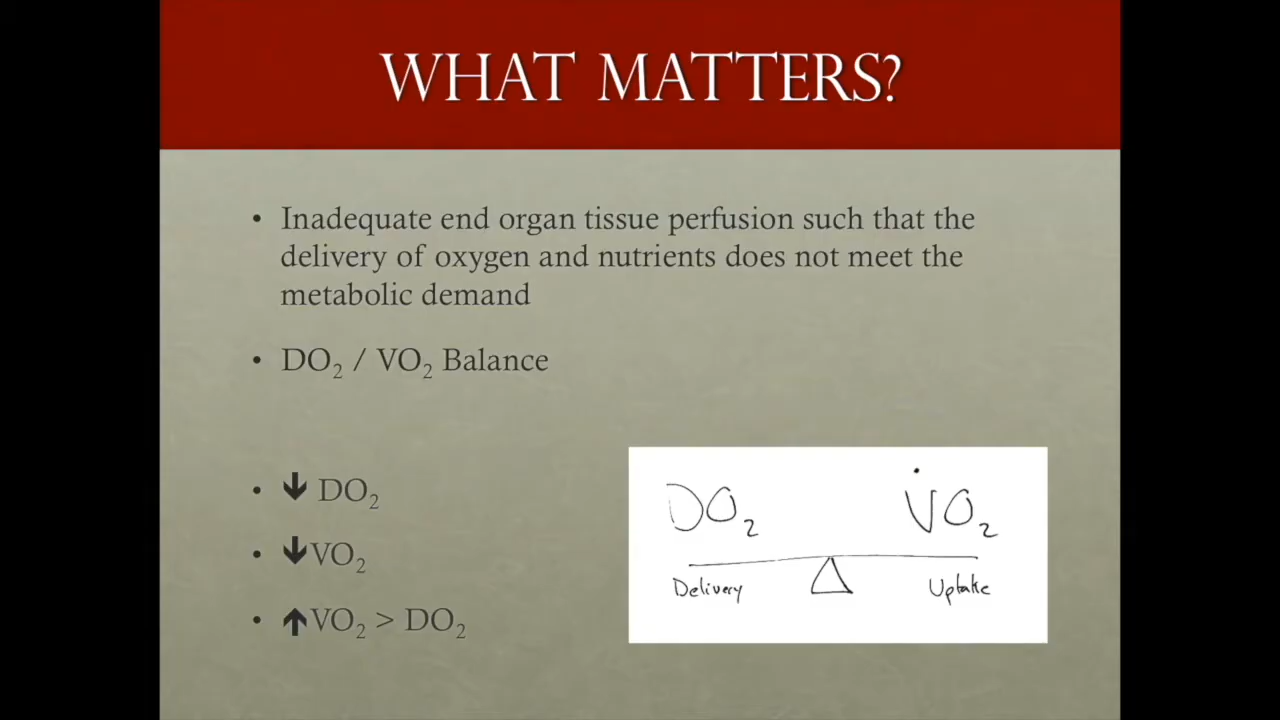 WHAT MATTERS?
• Inadequate end organ tissue perfusion such that the
delivery of oxygen and nutrients does not meet the
metabolic demand
• DO₂ / VO₂ Balance
• 🡫 DO₂
• 🡫VO₂
• 🡩VO₂ > DO₂
DO₂ V̇O₂
Delivery Uptake